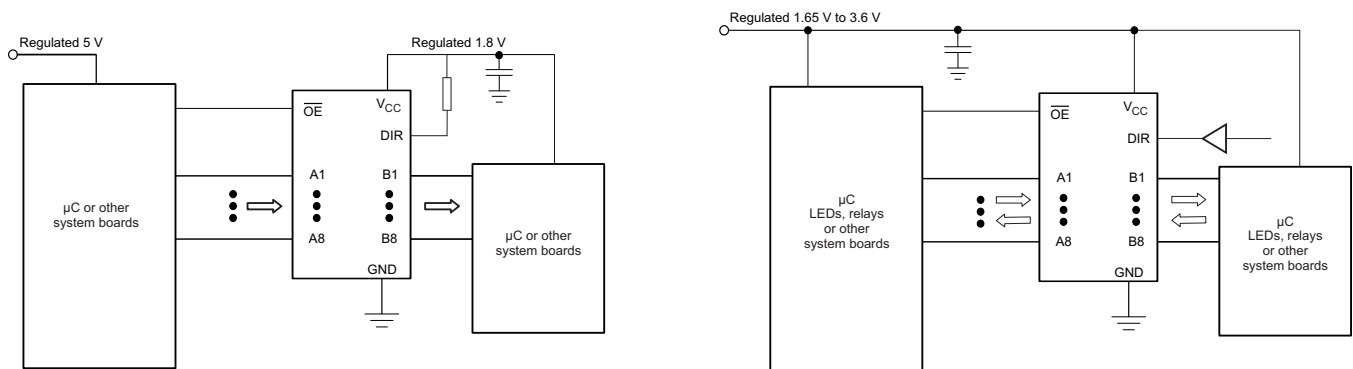 Regulated 5 V
Regulated 1.8 V
OE
VCC
DIR
A1
B1
A8
B8
GND
µC or other
system boards
µC or other
system boards
Regulated 1.65 V to 3.6 V
OE
VCC
DIR
A1
B1
A8
B8
GND
µC
LEDs, relays
or other
system boards
µC
LEDs, relays
or other
system boards